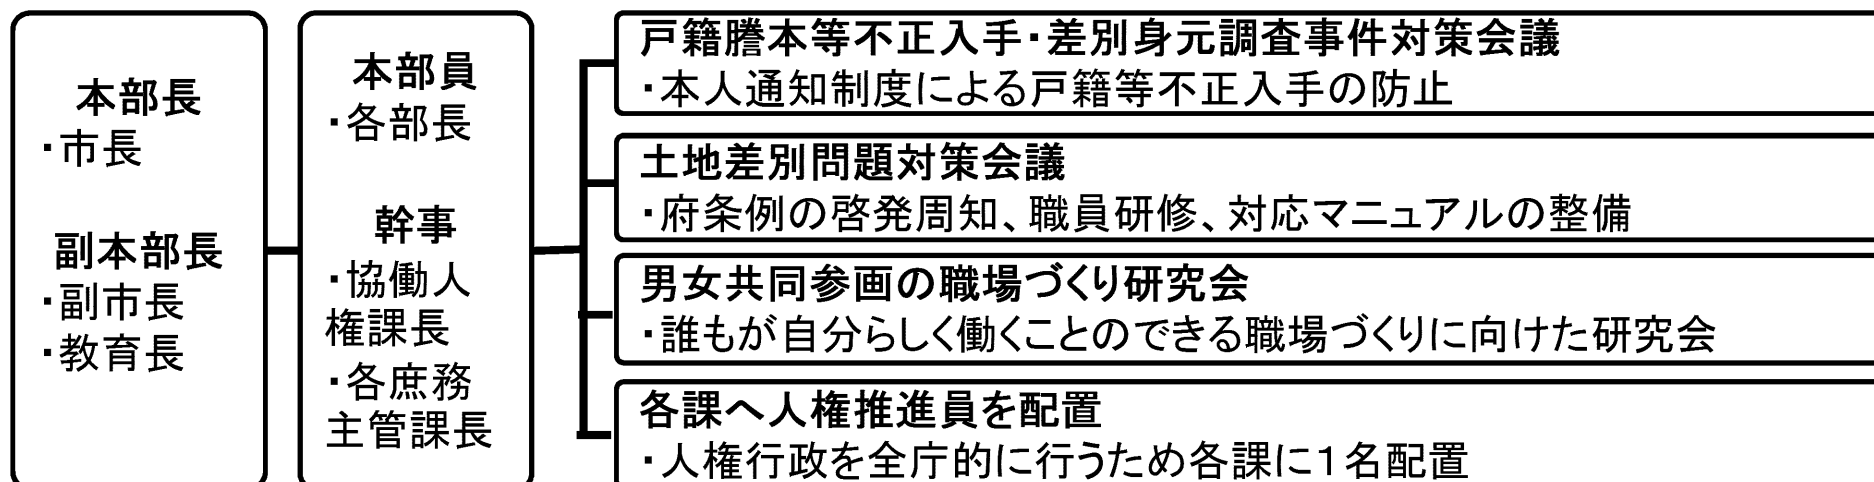 本部長
・市長
副本部長
・副市長
・教育長
本部員
・各部長
幹事
・協働人
権課長
・各庶務
主管課長
戸籍謄本等不正入手・差別身元調査事件対策会議
・本人通知制度による戸籍等不正入手の防止
土地差別問題対策会議
・府条例の啓発周知、職員研修、対応マニュアルの整備
男女共同参画の職場づくり研究会
・誰もが自分らしく働くことのできる職場づくりに向けた研究会
各課へ人権推進員を配置
・人権行政を全庁的に行うため各課に1名配置